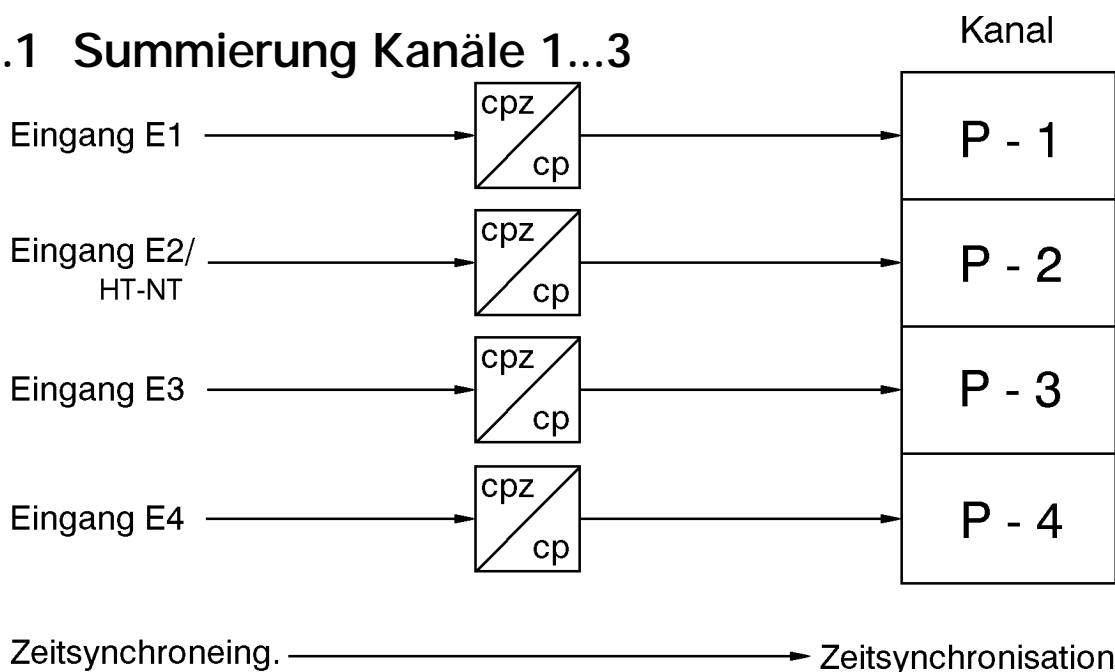 Kanal
.1 Summierung Kanäle 1...3
cpz
Eingang E1
P - 1
cp
cpz
Eingang E2/
P - 2
HT-NT
cp
cpz
Eingang E3
P - 3
cp
cpz
Eingang E4
P - 4
cp
Zeitsynchroneing.
Zeitsynchronisation